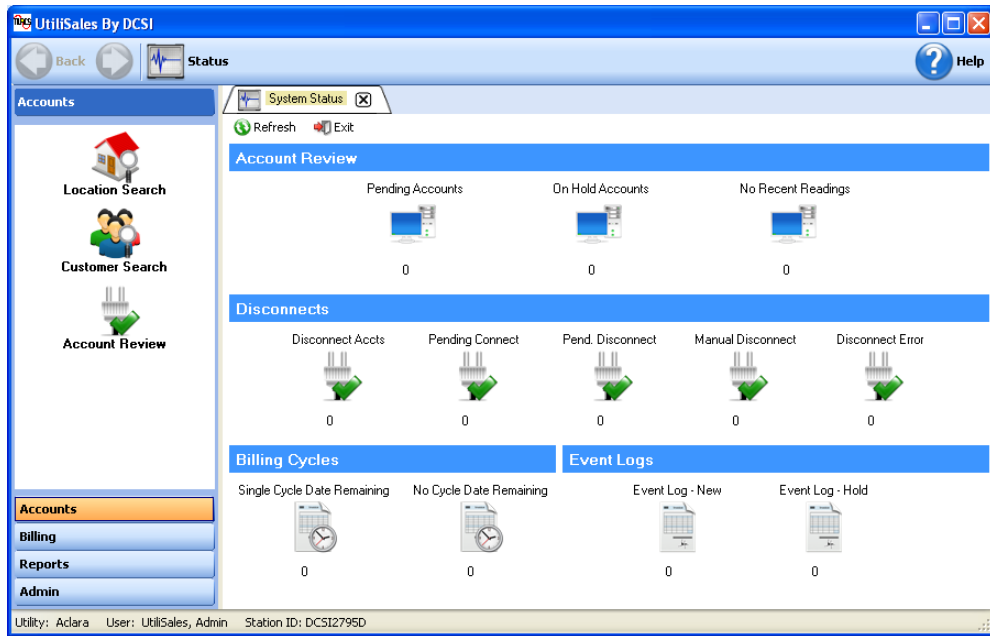 UtiliSales By DCSI
Back
Status
Help
Accounts
System Status
Refresh Exit
Location Search
Customer Search
Account Review
Account Review
Pending Accounts On Hold Accounts No Recent Readings
0 0 0
Disconnects
Disconnect Accts Pending Connect Pend. Disconnect Manual Disconnect Disconnect Error
0 0 0 0 0
Billing Cycles
Single Cycle Date Remaining No Cycle Date Remaining
0 0
Event Logs
Event Log - New Event Log - Hold
0 0
Accounts
Billing
Reports
Admin
Utility: Aclara User: UtiliSales, Admin Station ID: DCSI2795D